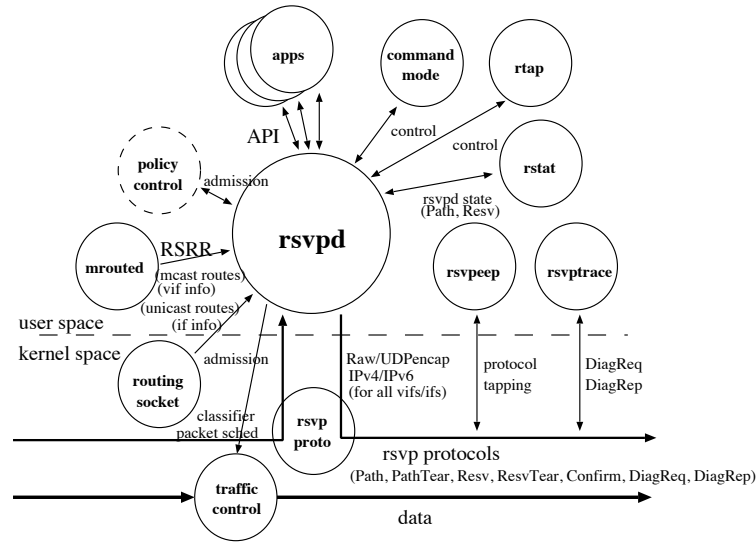 apps
command
mode
rtap
API
control
control
policy
control
admission
rstat
rsvpd state
(Path, Resv)
rsvpd
RSRR
mrouted
(mcast routes)
(vif info)
rsvpeep
rsvptrace
(unicast routes)
(if info)
user space
kernel space
admission
routing
socket
Raw/UDPencap
IPv4/IPv6
(for all vifs/ifs)
protocol
tapping
DiagReq
DiagRep
classifier
packet sched
rsvp
proto
rsvp protocols
(Path, PathTear, Resv, ResvTear, Confirm, DiagReq, DiagRep)
traffic
control
data